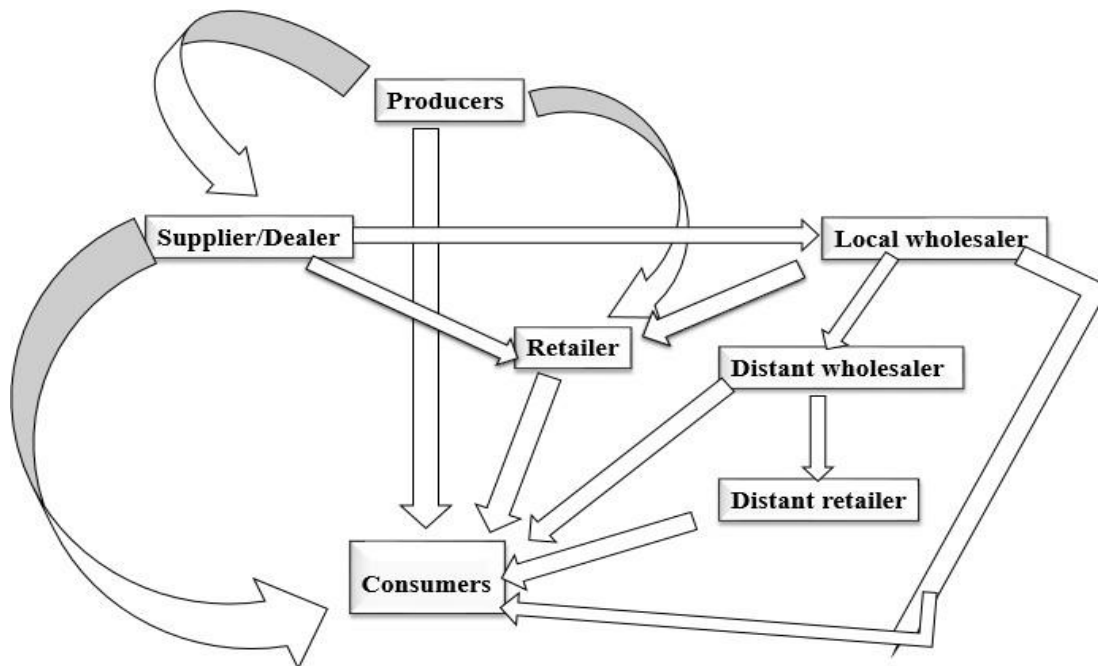 Producers
Supplier/Dealer
Local wholesaler
Retailer
Distant wholesaler
Distant retailer
Consumers